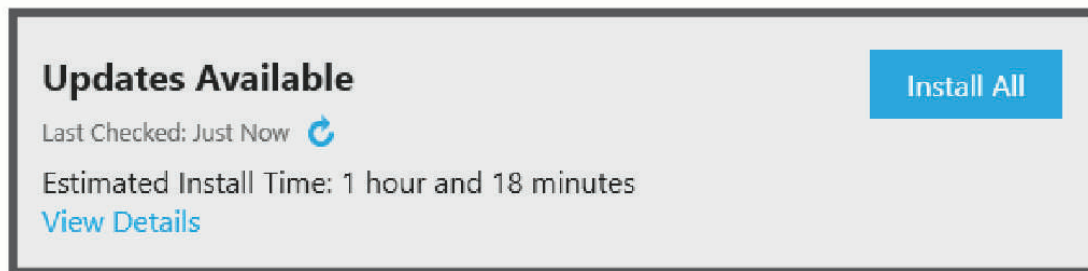 Updates Available
Install All
Last Checked: Just Now
Estimated Install Time: 1 hour and 18 minutes
View Details